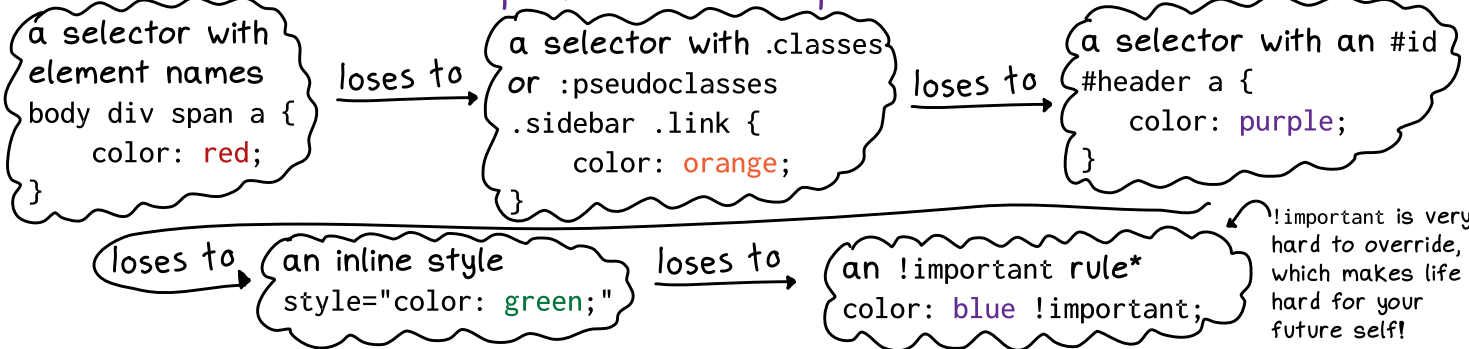 a selector with
element names
body div span a {
    color: red;
}
loses to
a selector with .classes
or :pseudoclasses
.sidebar .link {
    color: orange;
}
loses to
a selector with an #id
#header a {
    color: purple;
}
loses to
an inline style
style="color: green;"
loses to
an !important rule*
color: blue !important;
!important is very
hard to override,
which makes life
hard for your
future self!